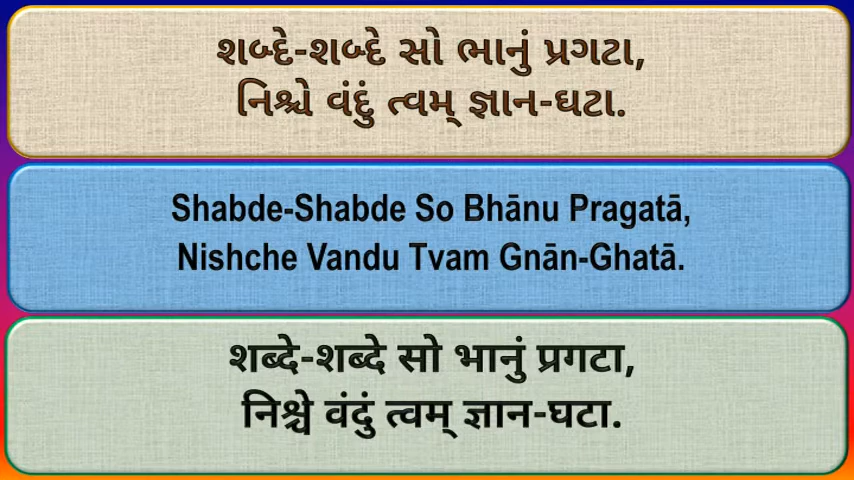 શબ્દે-શબ્દે સો ભાનું પ્રગટા,
નિશ્ચે વંદું ત્વમ્ જ્ઞાન-ઘટા.
Shabde-Shabde So Bhānu Pragatā,
Nishche Vandu Tvam Gnān-Ghatā.
शब्दे-शब्दे सो भानुं प्रगटा,
निश्चे वंदुं त्वम् ज्ञान-घटा.